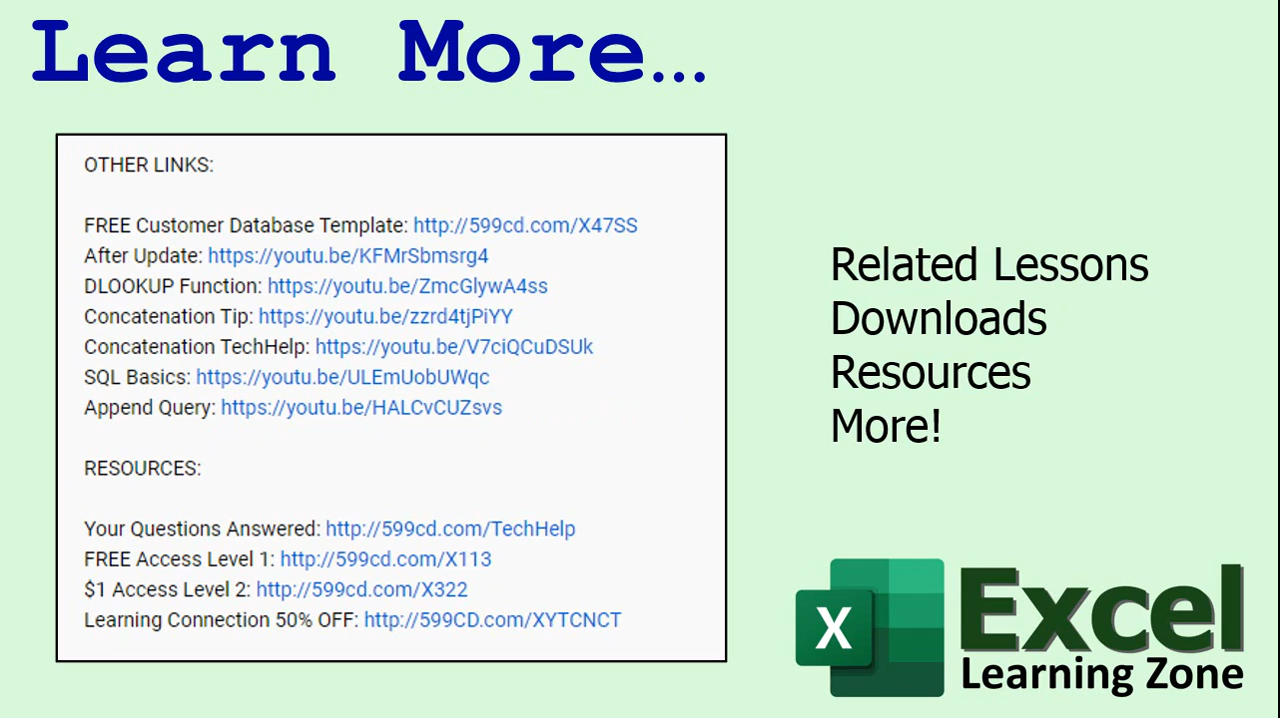 Learn More...
OTHER LINKS:
FREE Customer Database Template: http://599cd.com/X47SS
After Update: https://youtu.be/KFMrSbmsrg4
DLOOKUP Function: https://youtu.be/ZmcGlywA4ss
Concatenation Tip: https://youtu.be/zzrd4tjPiYY
Concatenation TechHelp: https://youtu.be/V7ciQCuDSUk
SQL Basics: https://youtu.be/ULEmUobUWqc
Append Query: https://youtu.be/HALCvCUZsvs
RESOURCES:
Your Questions Answered: http://599cd.com/TechHelp
FREE Access Level 1: http://599cd.com/X113
$1 Access Level 2: http://599cd.com/X322
Learning Connection 50% OFF: http://599CD.com/XYTCNCT
Related Lessons
Downloads
Resources
More!
X
Excel
Learning Zone